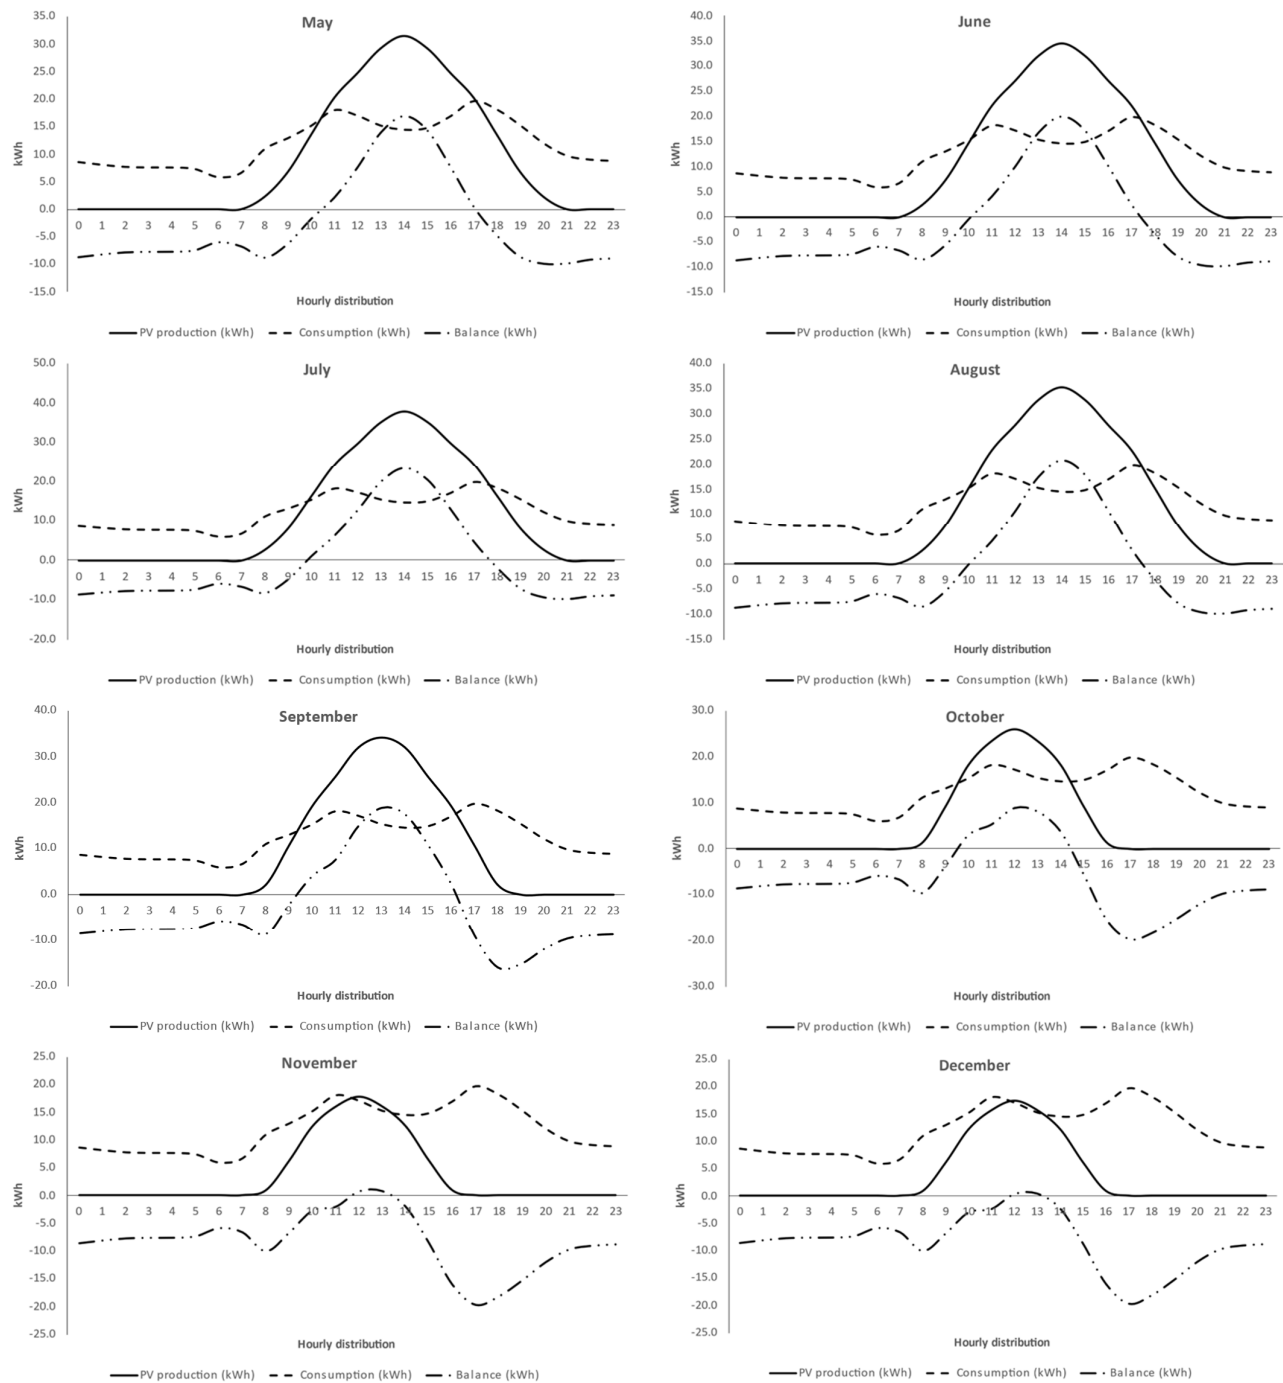 May
35.0
30.0
25.0
20.0
15.0
10.0
5.0
0.0
-5.0
-10.0
-15.0
kWh
0 1 2 3 4 5 6 7 8 9 10 11 12 13 14 15 16 17 18 19 20 21 22 23
Hourly distribution
PV production (kWh) Consumption (kWh) Balance (kWh)
June
40.0
35.0
30.0
25.0
20.0
15.0
10.0
5.0
0.0
-5.0
-10.0
-15.0
kWh
0 1 2 3 4 5 6 7 8 9 10 11 12 13 14 15 16 17 18 19 20 21 22 23
Hourly distribution
PV production (kWh) Consumption (kWh) Balance (kWh)
July
50.0
40.0
30.0
20.0
10.0
0.0
-10.0
-20.0
kWh
0 1 2 3 4 5 6 7 8 9 10 11 12 13 14 15 16 17 18 19 20 21 22 23
Hourly distribution
PV production (kWh) Consumption (kWh) Balance (kWh)
August
40.0
35.0
30.0
25.0
20.0
15.0
10.0
5.0
0.0
-5.0
-10.0
-15.0
kWh
0 1 2 3 4 5 6 7 8 9 10 11 12 13 14 15 16 17 18 19 20 21 22 23
Hourly distribution
PV production (kWh) Consumption (kWh) Balance (kWh)
September
40.0
30.0
20.0
10.0
0.0
-10.0
-20.0
kWh
0 1 2 3 4 5 6 7 8 9 10 11 12 13 14 15 16 17 18 19 20 21 22 23
Hourly distribution
PV production (kWh) Consumption (kWh) Balance (kWh)
October
30.0
20.0
10.0
0.0
-10.0
-20.0
-30.0
kWh
0 1 2 3 4 5 6 7 8 9 10 11 12 13 14 15 16 17 18 19 20 21 22 23
Hourly distribution
PV production (kWh) Consumption (kWh) Balance (kWh)
November
25.0
20.0
15.0
10.0
5.0
0.0
-5.0
-10.0
-15.0
-20.0
-25.0
kWh
0 1 2 3 4 5 6 7 8 9 10 11 12 13 14 15 16 17 18 19 20 21 22 23
Hourly distribution
PV production (kWh) Consumption (kWh) Balance (kWh)
December
25.0
20.0
15.0
10.0
5.0
0.0
-5.0
-10.0
-15.0
-20.0
-25.0
kWh
0 1 2 3 4 5 6 7 8 9 10 11 12 13 14 15 16 17 18 19 20 21 22 23
Hourly distribution
PV production (kWh) Consumption (kWh) Balance (kWh)